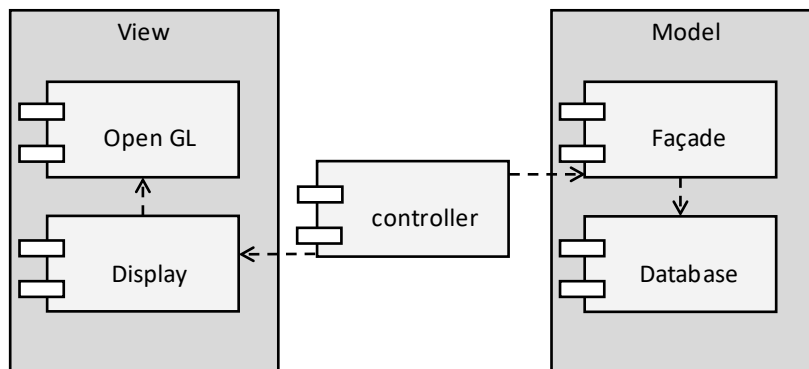 View
Open GL
Display
controller
Model
Façade
Database